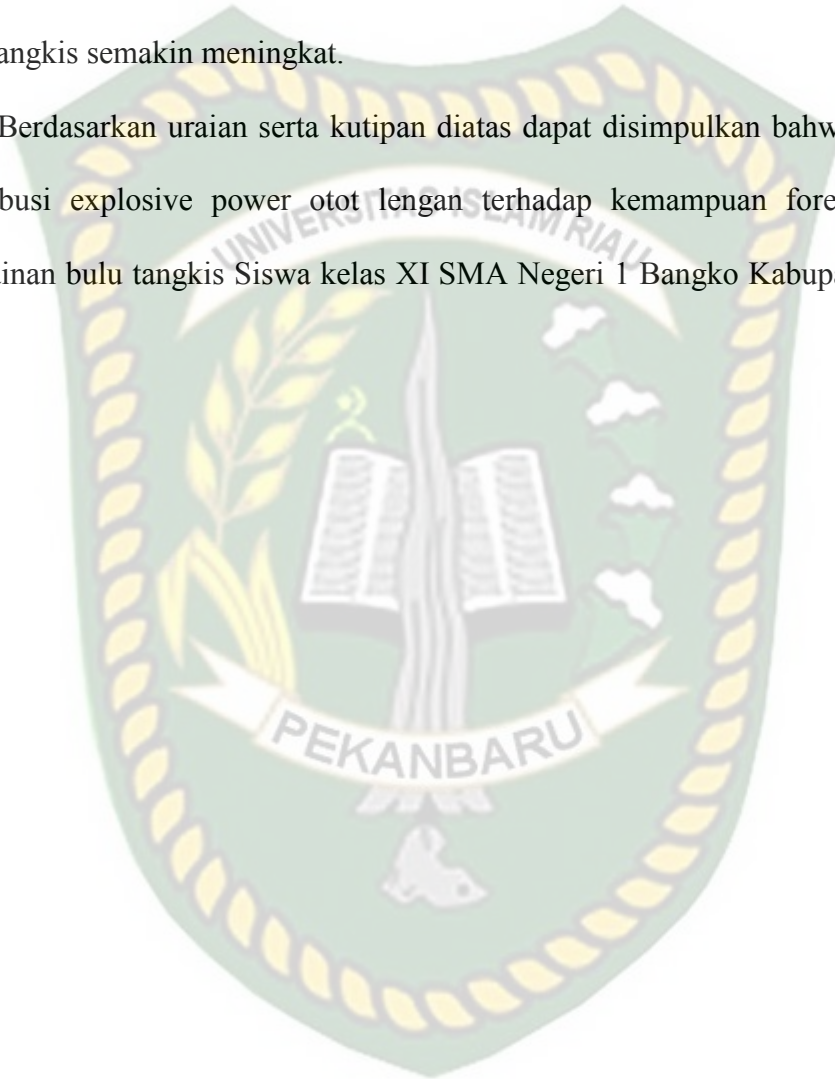 angkis semakin meningkat.
Berdasarkan uraian serta kutipan diatas dapat disimpulkan bahw
busi explosive power otot lengan terhadap kemampuan fore
inan bulu tangkis Siswa kelas XI SMA Negeri 1 Bangko Kabup
UNIVERSITAS ISLAM RIAU
PEKANBARU